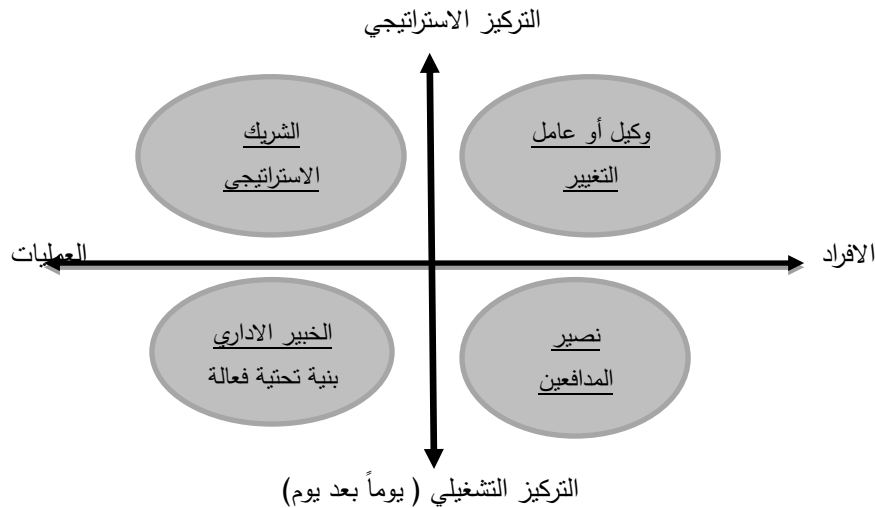 التركيز الاستراتيجي
وكيل أو عامل
التغيير
الشريك
الاستراتيجي
الافراد
العمليات
نصير
المدافعين
الخبير الاداري
بنية تحتية فعالة
التركيز التشغيلي ( يوماً بعد يوم)